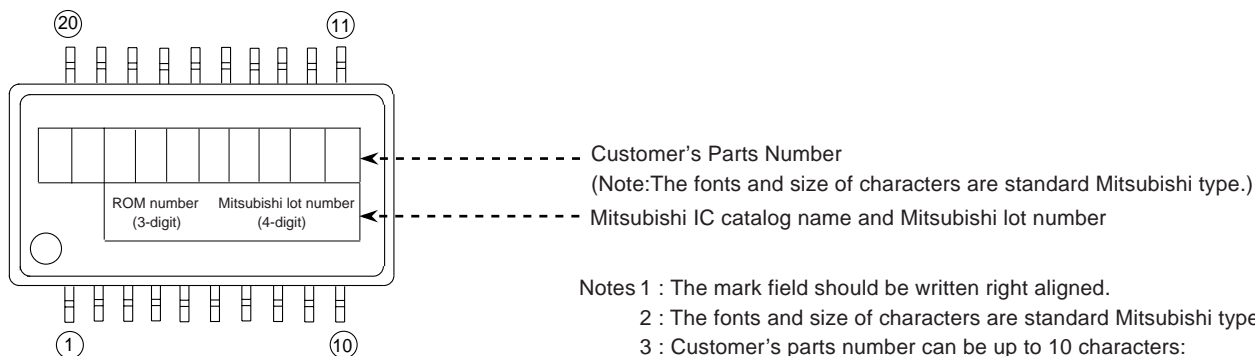 20
11
Customer's Parts Number
(Note:The fonts and size of characters are standard Mitsubishi type.)
ROM number Mitsubishi lot number
(3-digit) (4-digit)
Mitsubishi IC catalog name and Mitsubishi lot number
1
10
Notes 1 : The mark field should be written right aligned.
2 : The fonts and size of characters are standard Mitsubishi type
3 : Customer's parts number can be up to 10 characters: